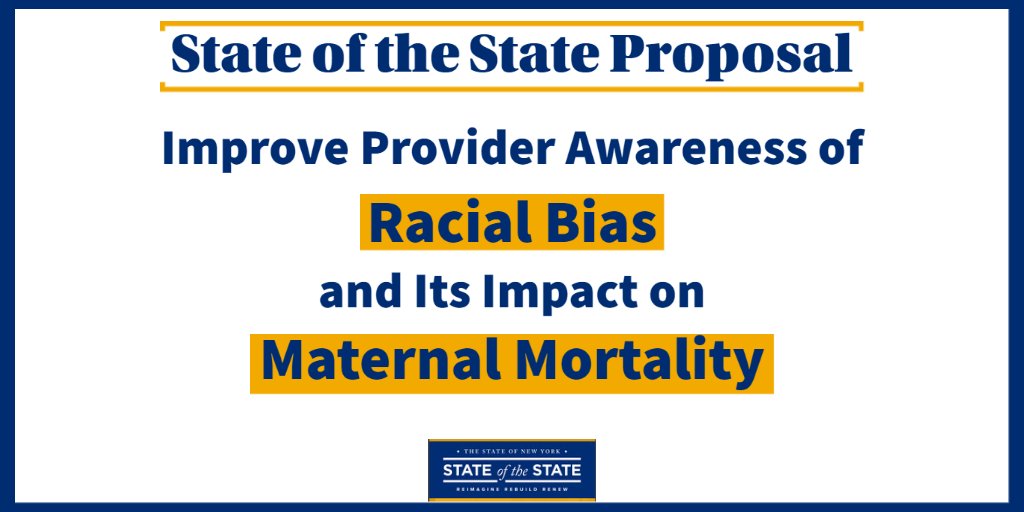 State of the State Proposal
Improve Provider Awareness of
Racial Bias
and Its Impact on
Maternal Mortality
• THE STATE OF NEW YORK •
STATE of the STATE
REIMAGINE REBUILD RENEW